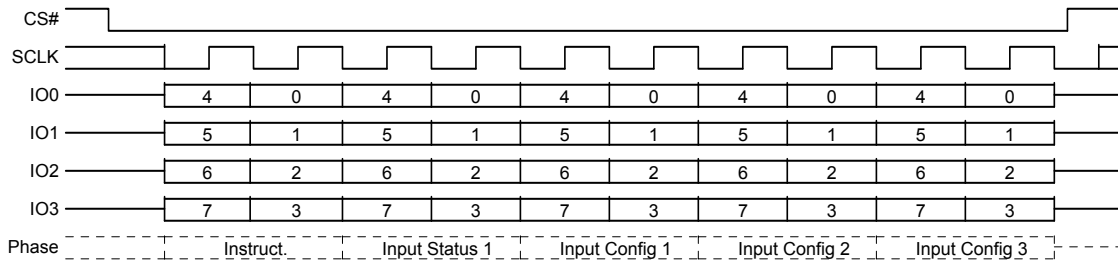 CS#
SCLK
IO0 4 0 4 0 4 0 4 0 4 0
IO1 5 1 5 1 5 1 5 1 5 1
IO2 6 2 6 2 6 2 6 2 6 2
IO3 7 3 7 3 7 3 7 3 7 3
Phase Instruct. Input Status 1 Input Config 1 Input Config 2 Input Config 3